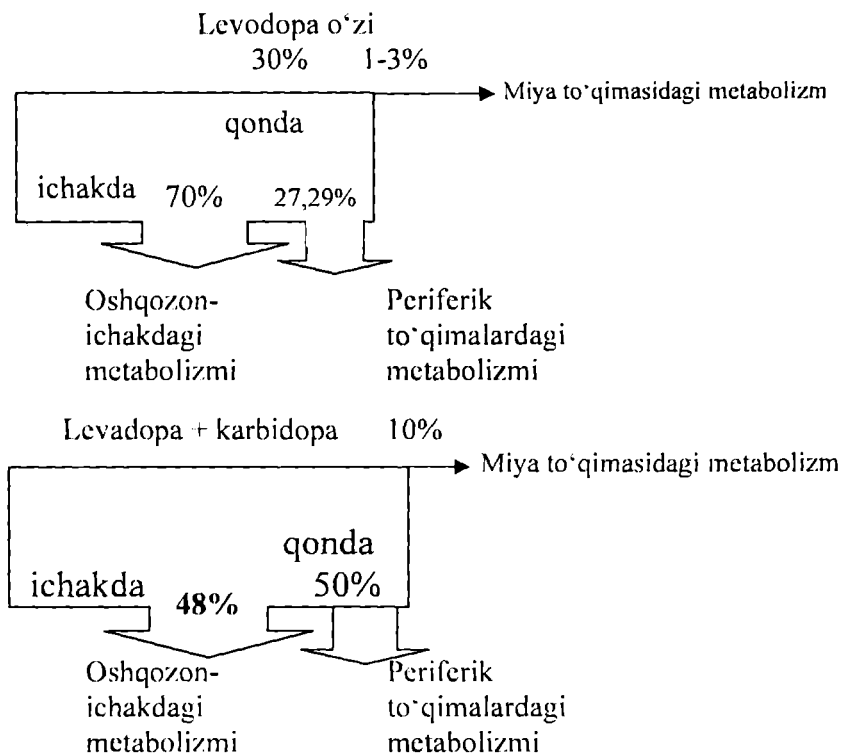 Levodopa o‘zi
30% 1-3%
Miya to‘qimasidagi metabolizm
qonda
ichakda 70% 27,29%
Oshqozon-
ichakdagi
metabolizmi
Periferik
to‘qimalardagi
metabolizmi
Levadopa + karbidopa 10%
Miya to‘qimasidagi metabolizm
qonda
ichakda 48% 50%
Oshqozon-
ichakdagi
metabolizmi
Periferik
to‘qimalardagi
metabolizmi